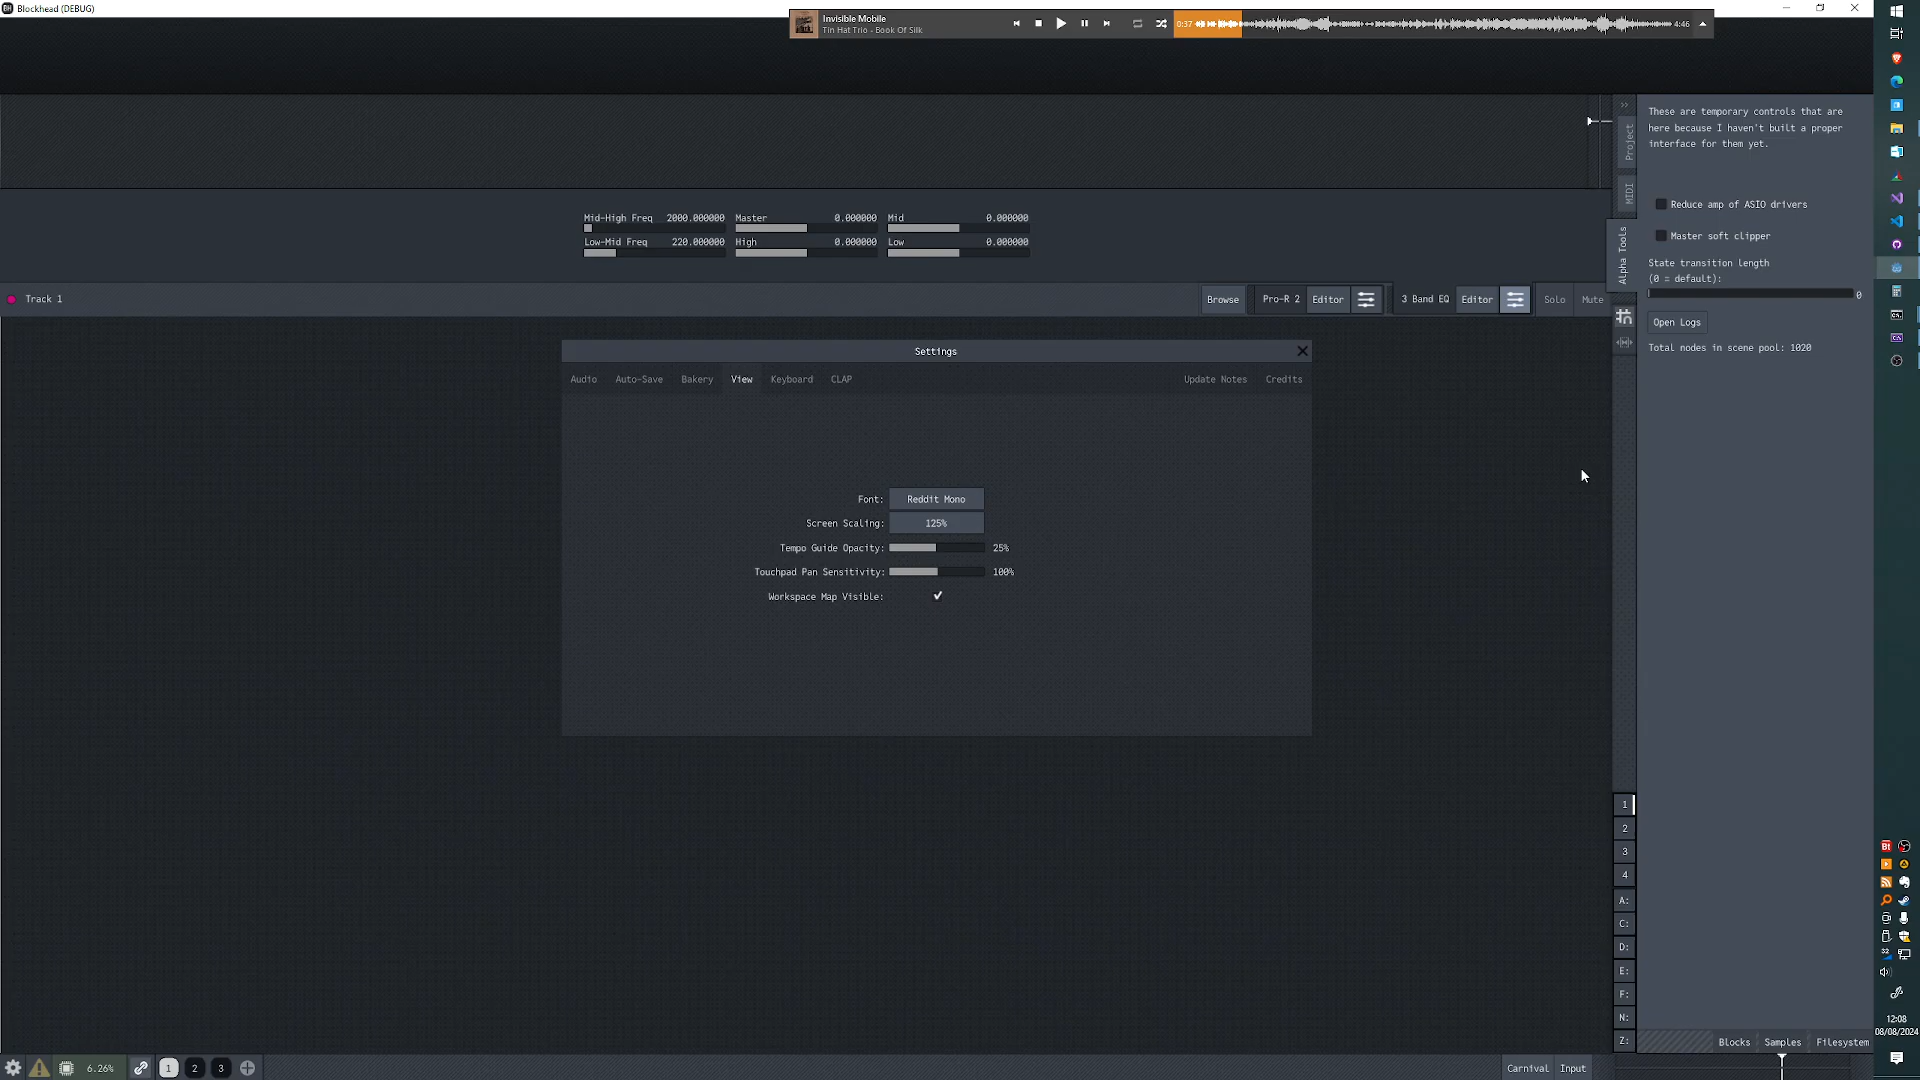 Blockhead (DEBUG)
Invisible Mobile
Tin Hat Trio - Book Of Silk
0:37
4:46
These are temporary controls that are
here because I haven't built a proper
interface for them yet.
Project
MIDI
Alpha Tools
Reduce amp of ASIO drivers
Master soft clipper
State transition length
(0 = default):
0
Open Logs
Total nodes in scene pool: 1020
Mid-High Freq 2000.000000 Master 0.000000 Mid 0.000000
Low-Mid Freq 220.000000 High 0.000000 Low 0.000000
Track 1
Browse Pro-R 2 Editor 3 Band EQ Editor Solo Mute
Settings
Audio Auto-Save Bakery View Keyboard CLAP Update Notes Credits
Font: Reddit Mono
Screen Scaling: 125%
Tempo Guide Opacity: 25%
Touchpad Pan Sensitivity: 100%
Workspace Map Visible:
1
2
3
4
A:
C:
D:
E:
F:
N:
Z:
Blocks Samples Filesystem
6.26% 1 2 3
Carnival Input
Bt
32
12:08
08/08/2024